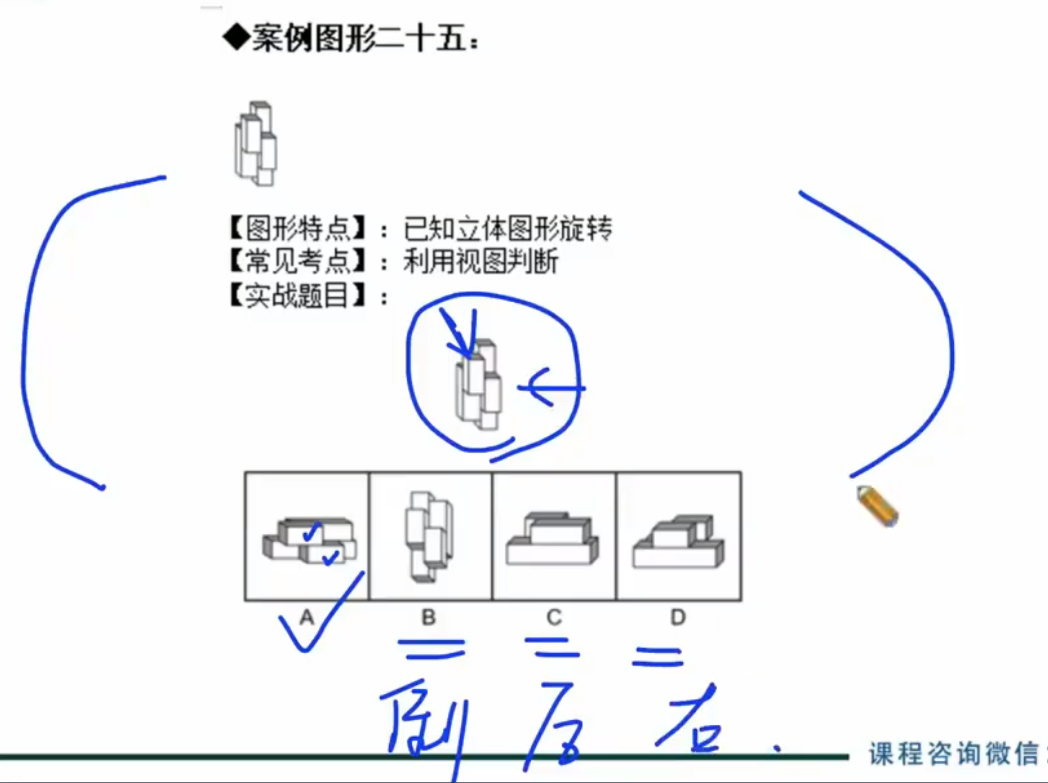 ◆案例图形二十五：
【图形特点】：已知立体图形旋转
【常见考点】：利用视图判断
【实战题目】：
A B C D
倒 后 右
课程咨询微信